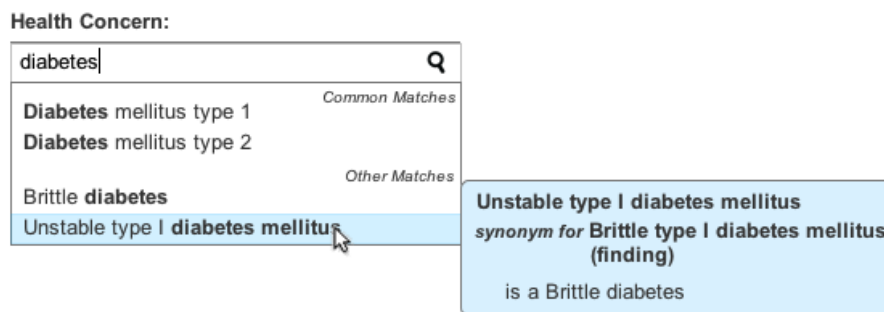 Health Concern:
diabetes
Common Matches
Diabetes mellitus type 1
Diabetes mellitus type 2
Other Matches
Brittle diabetes
Unstable type I diabetes mellitus
Unstable type I diabetes mellitus
synonym for Brittle type I diabetes mellitus
(finding)
is a Brittle diabetes